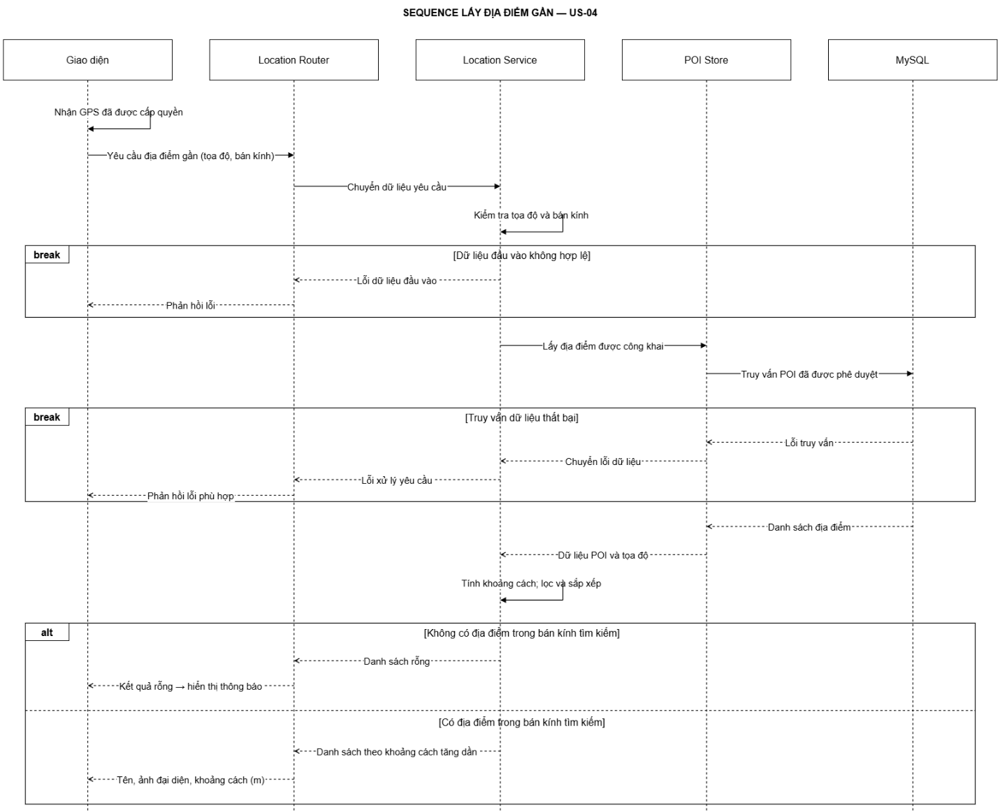 SEQUENCE LẤY ĐỊA ĐIỂM GẦN — US-04
Giao diện
Location Router
Location Service
POI Store
MySQL
Nhận GPS đã được cấp quyền
Yêu cầu địa điểm gần (tọa độ, bán kính)
Chuyển dữ liệu yêu cầu
Kiểm tra tọa độ và bán kính
break
[Dữ liệu đầu vào không hợp lệ]
Lỗi dữ liệu đầu vào
Phản hồi lỗi
Lấy địa điểm được công khai
Truy vấn POI đã được phê duyệt
break
[Truy vấn dữ liệu thất bại]
Lỗi truy vấn
Chuyển lỗi dữ liệu
Lỗi xử lý yêu cầu
Phản hồi lỗi phù hợp
Danh sách địa điểm
Dữ liệu POI và tọa độ
Tính khoảng cách; lọc và sắp xếp
alt
[Không có địa điểm trong bán kính tìm kiếm]
Danh sách rỗng
Kết quả rỗng → hiển thị thông báo
[Có địa điểm trong bán kính tìm kiếm]
Danh sách theo khoảng cách tăng dần
Tên, ảnh đại diện, khoảng cách (m)